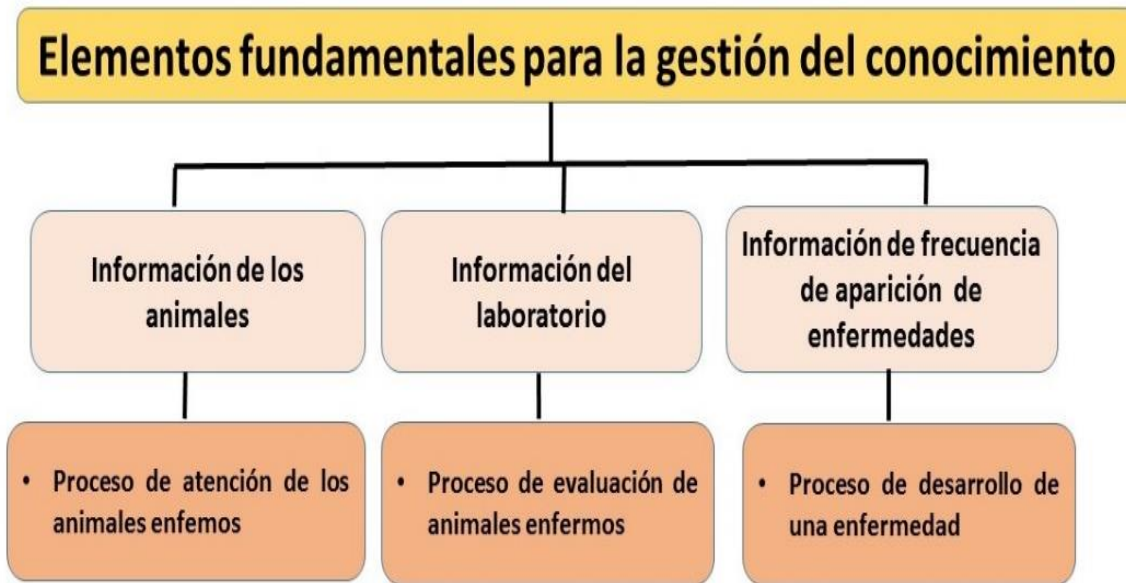 Elementos fundamentales para la gestión del conocimiento
Información de los
animales
Información del
laboratorio
Información de frecuencia
de aparición de
enfermedades
• Proceso de atención de los
animales enfemos
• Proceso de evaluación de
animales enfermos
• Proceso de desarrollo de
una enfermedad